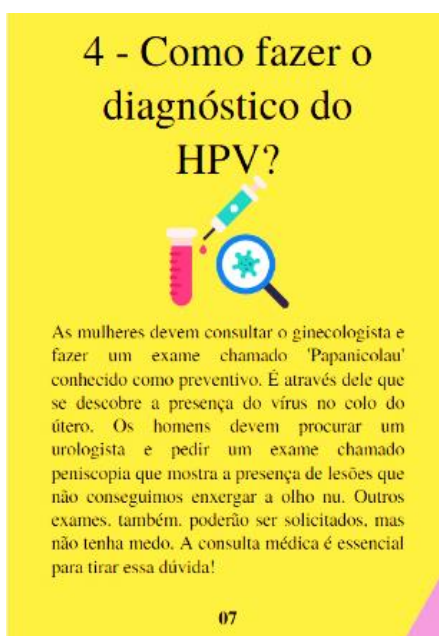 4 - Como fazer o
diagnóstico do
HPV?
As mulheres devem consultar o ginecologista e
fazer um exame chamado 'Papanicolau'
conhecido como preventivo. É através dele que
se descobre a presença do vírus no colo do
útero. Os homens devem procurar um
urologista e pedir um exame chamado
peniscopia que mostra a presença de lesões que
não conseguimos enxergar a olho nu. Outros
exames, também, poderão ser solicitados, mas
não tenha medo. A consulta médica é essencial
para tirar essa dúvida!
07